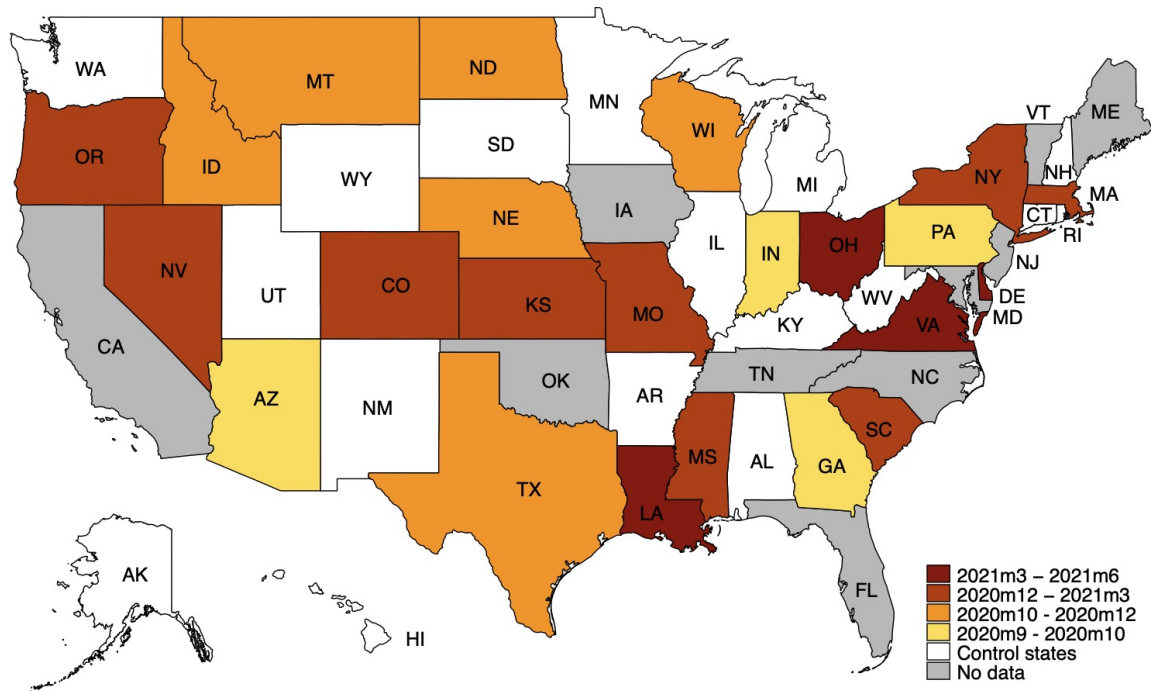 WA
MT
ND
MN
OR
ID
SD
WI
WY
MI
VT
ME
NH
NY
MA
CT
RI
NE
IA
PA
NJ
NV
UT
CO
KS
MO
IL
IN
OH
WV
DE
MD
VA
KY
CA
AZ
NM
OK
AR
TN
NC
SC
MS
AL
GA
TX
LA
FL
AK
HI
2021m3 – 2021m6
2020m12 – 2021m3
2020m10 - 2020m12
2020m9 - 2020m10
Control states
No data